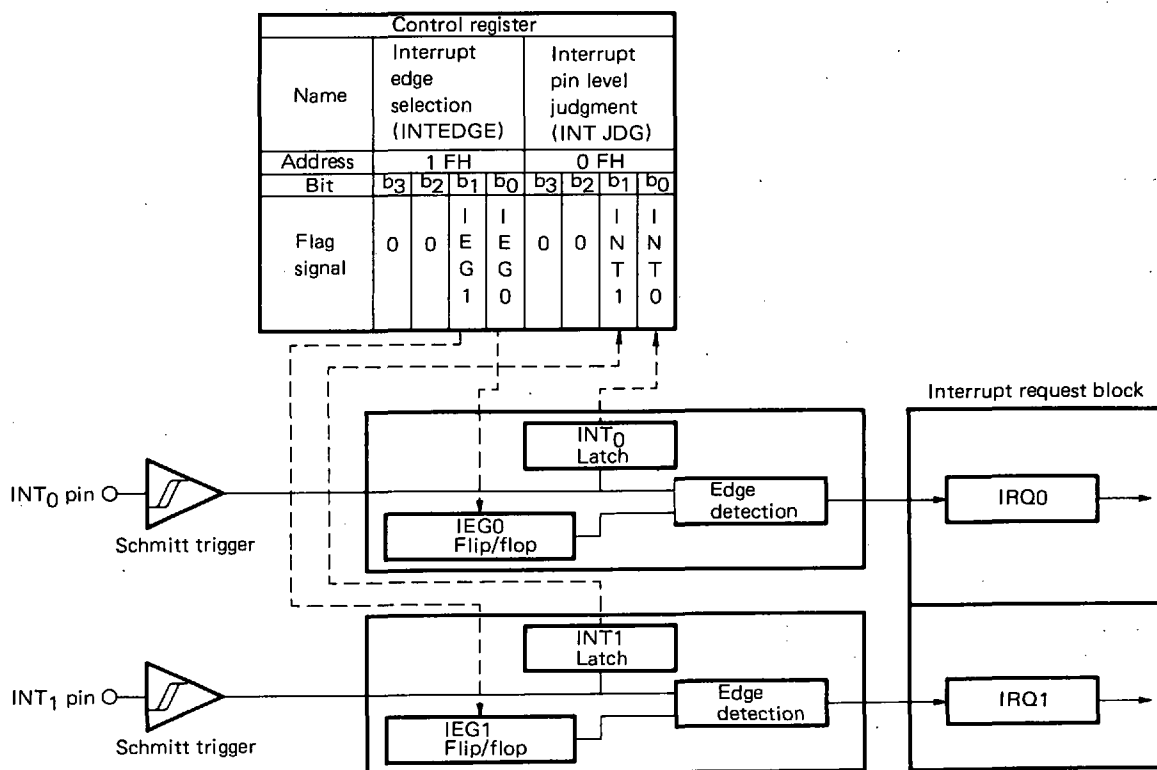 Control register
Name
Interrupt
edge
selection
(INTEDGE)
Interrupt
pin level
judgment
(INT JDG)
Address 1 FH 0 FH
Bit b3 b2 b1 b0 b3 b2 b1 b0
Flag
signal
0 0 IEG1 IEG0 0 0 INT1 INT0
Interrupt request block
INT0 pin
Schmitt trigger
INT0
Latch
IEG0
Flip/flop
Edge
detection
IRQ0
INT1 pin
Schmitt trigger
INT1
Latch
IEG1
Flip/flop
Edge
detection
IRQ1